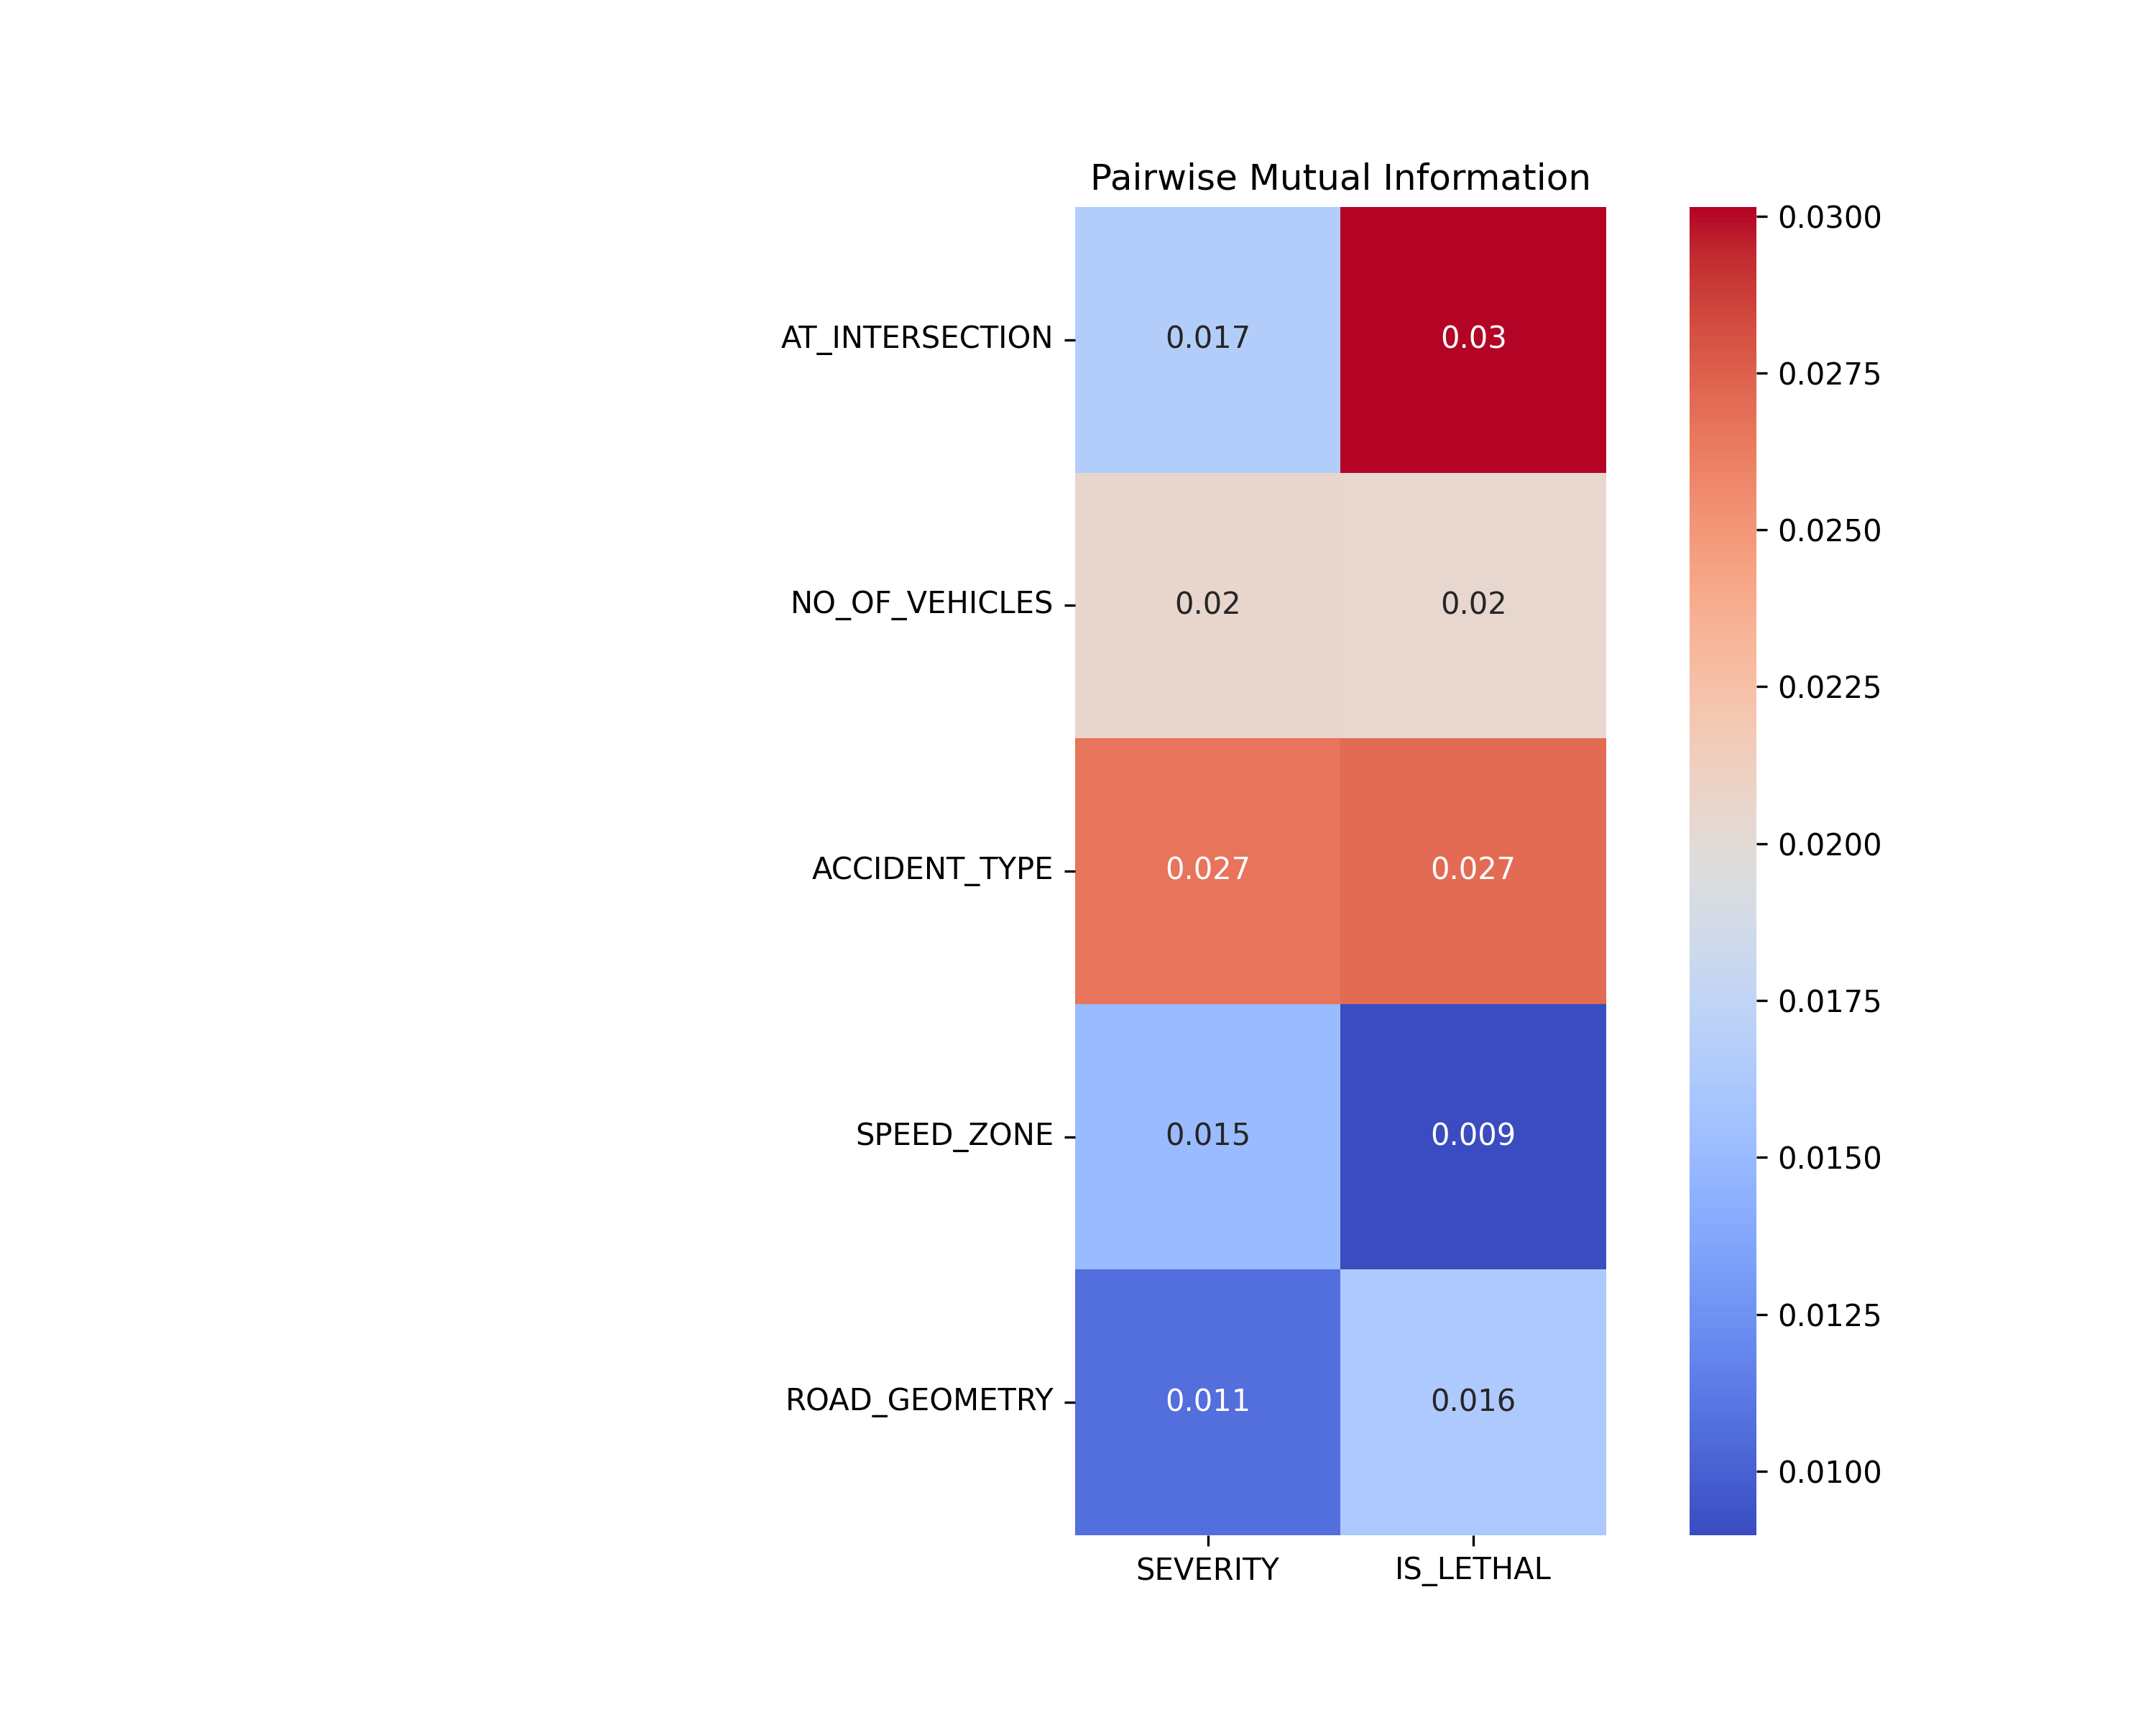 Pairwise Mutual Information
AT_INTERSECTION 0.017 0.03
NO_OF_VEHICLES 0.02 0.02
ACCIDENT_TYPE 0.027 0.027
SPEED_ZONE 0.015 0.009
ROAD_GEOMETRY 0.011 0.016
SEVERITY IS_LETHAL
0.0300
0.0275
0.0250
0.0225
0.0200
0.0175
0.0150
0.0125
0.0100